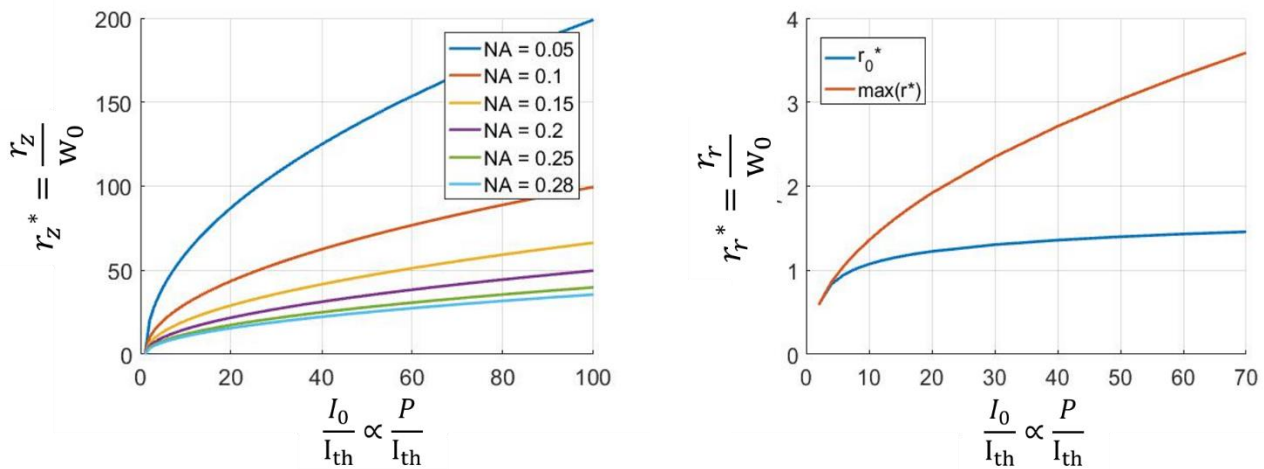 200
150
100
50
0
r_z* = r_z / w_0
NA = 0.05
NA = 0.1
NA = 0.15
NA = 0.2
NA = 0.25
NA = 0.28
0 20 40 60 80 100
I_0 / I_th ∝ P / I_th
4
3
2
1
0
r_r* = r_r / w_0
,
r_0*
max(r*)
0 10 20 30 40 50 60 70
I_0 / I_th ∝ P / I_th